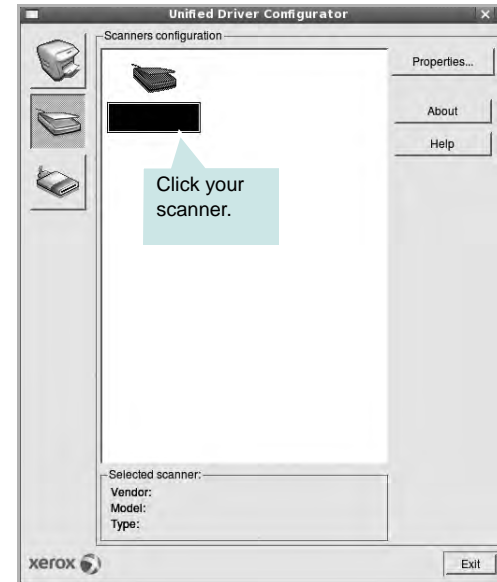 Unified Driver Configurator
Scanners configuration
Properties...
About
Help
Click your
scanner.
Selected scanner:
Vendor:
Model:
Type:
xerox
Exit